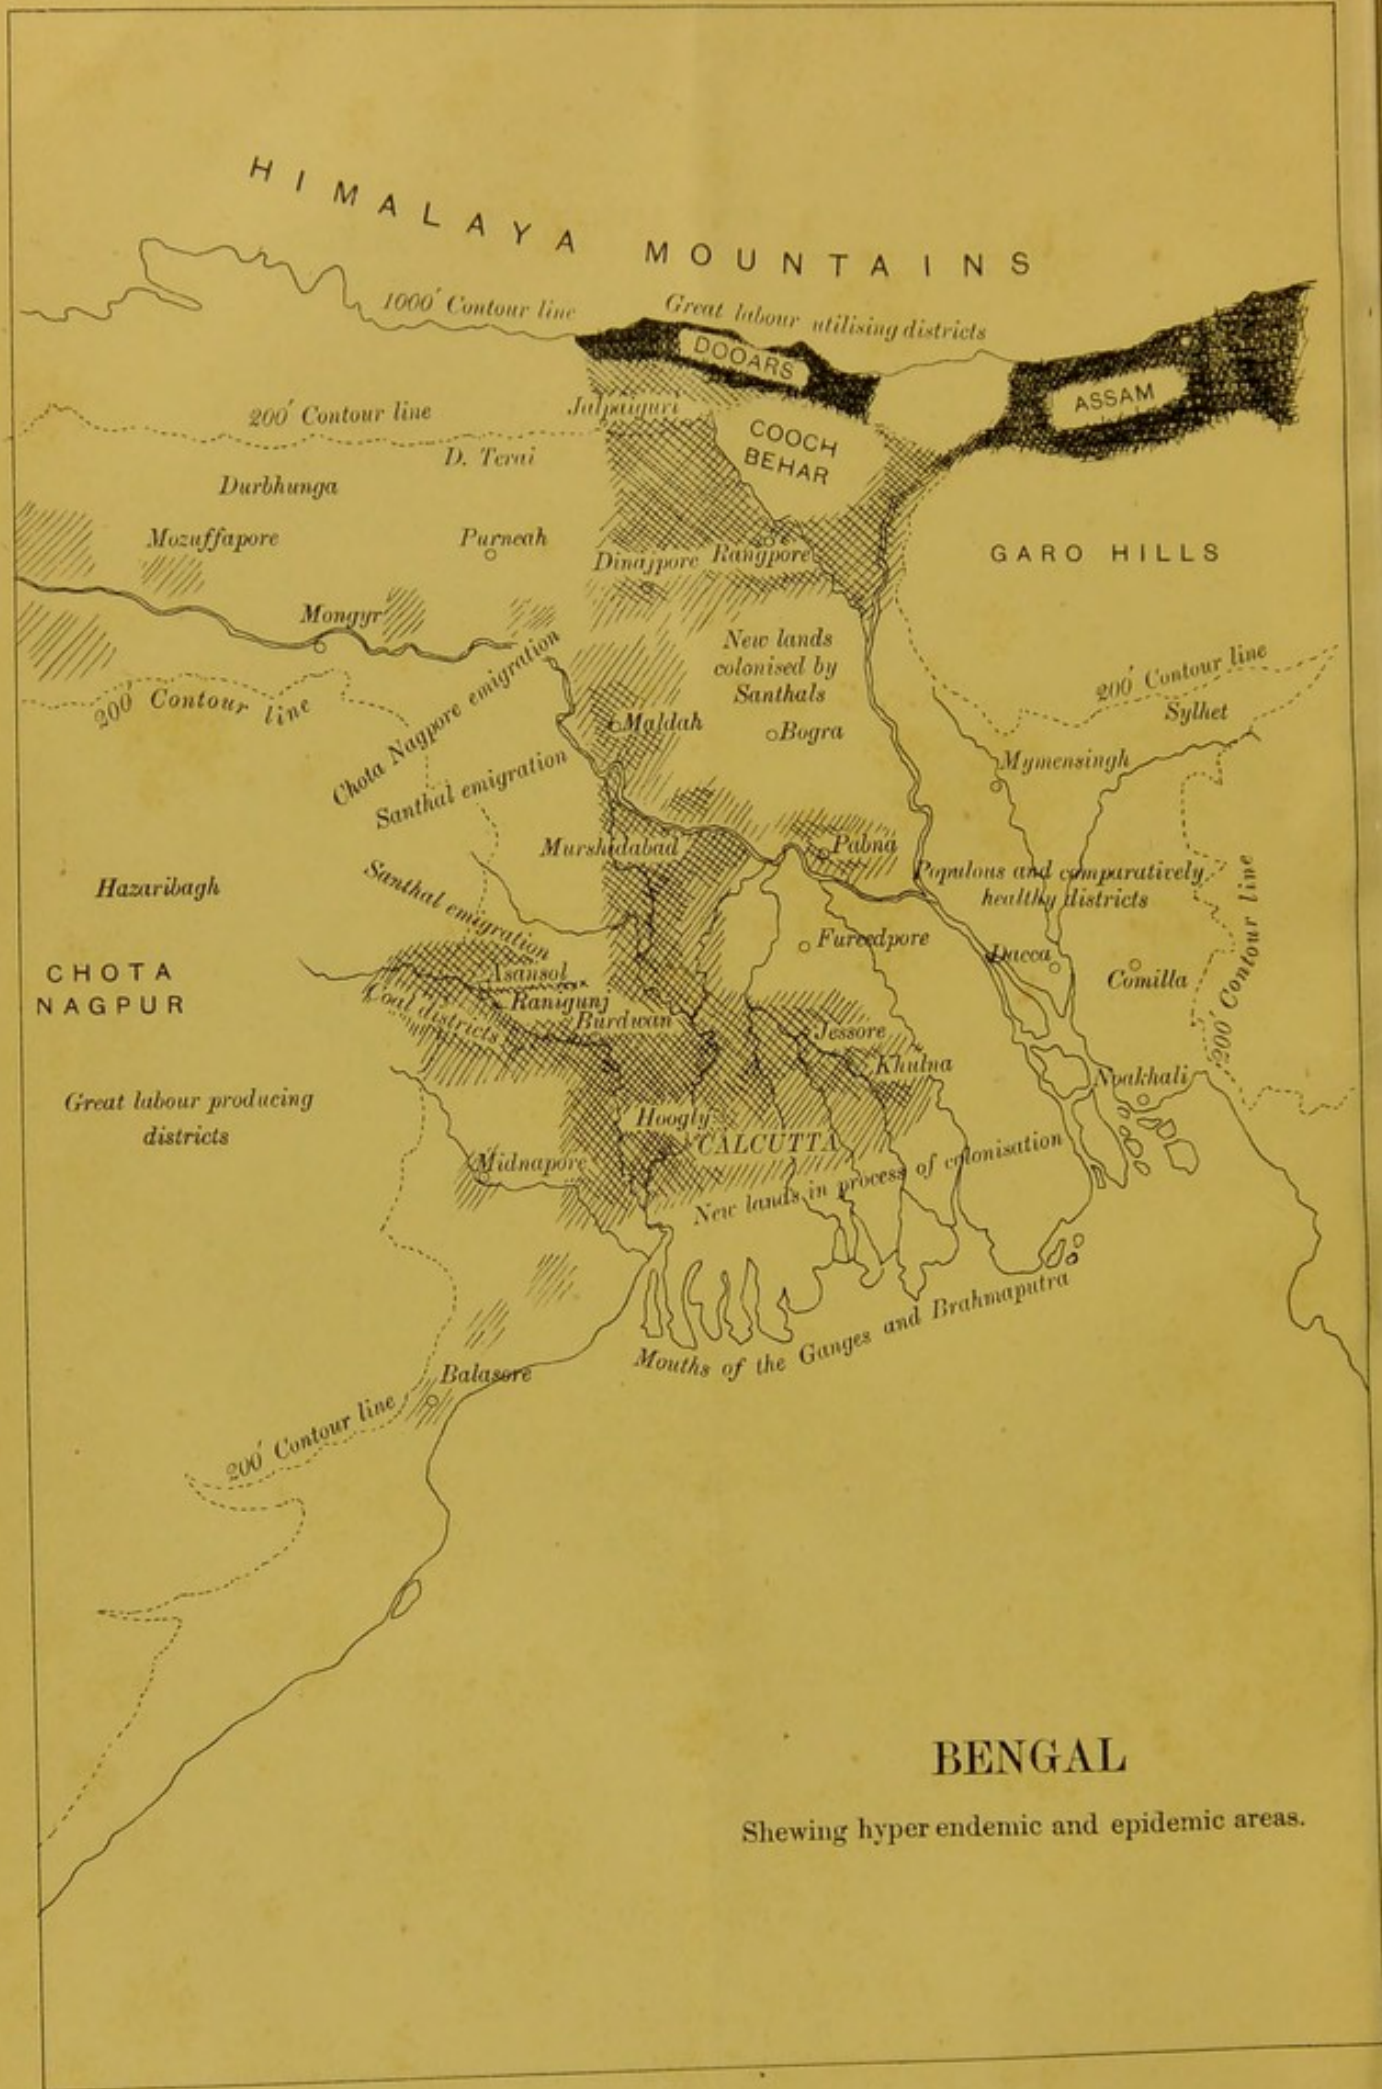 HIMALAYA MOUNTAINS
1000' Contour line
Great labour utilising districts
DOOARS
ASSAM
200' Contour line
Jalpaiguri
COOCH
BEHAR
D. Terai
Durbhunga
Mozuffapore
Purneah
Dinajpore
Rangpore
GARO HILLS
Mongyr
New lands
colonised by
Santhals
200' Contour line
200' Contour line
Sylhet
Chota Nagpore emigration
Maldah
Bogra
Santhal emigration
Mymensingh
Murshidabad
Pabna
Populous and comparatively
healthy districts
Hazaribagh
Santhal emigration
Fureedpore
Dacca
Comilla
200' Contour line
CHOTA
NAGPUR
Asansol
Ranigunj
Coal districts
Burdwan
Jessore
Khulna
Noakhali
Great labour producing
districts
Hoogly
CALCUTTA
Midnapore
New lands in process of colonisation
Mouths of the Ganges and Brahmaputra
Balasore
200' Contour line
BENGAL
Shewing hyper endemic and epidemic areas.